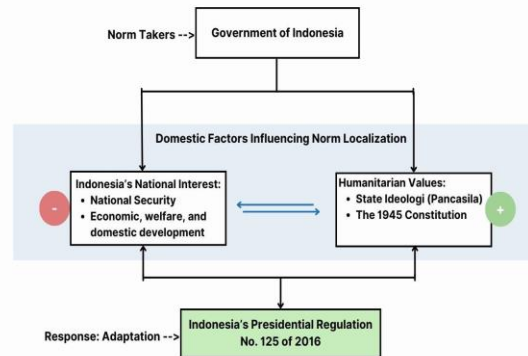 Norm Takers -->
Government of Indonesia
Domestic Factors Influencing Norm Localization
Indonesia's National Interest:
• National Security
• Economic, welfare, and
domestic development
-
Humanitarian Values:
• State Ideologi (Pancasila)
• The 1945 Constitution
+
Response: Adaptation -->
Indonesia's Presidential Regulation
No. 125 of 2016